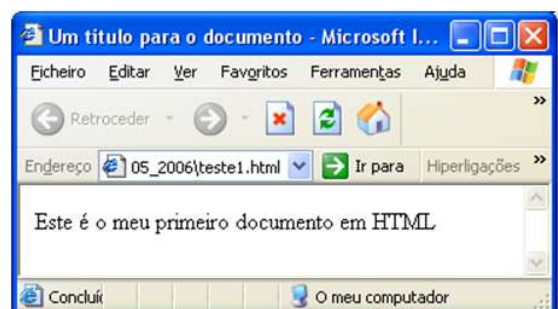 Um titulo para o documento - Microsoft I...
Ficheiro Editar Ver Favoritos Ferramentas Ajuda
Retroceder »
Endereço 05_2006\teste1.html Ir para Hiperligações »
Este é o meu primeiro documento em HTML
Concluíd O meu computador